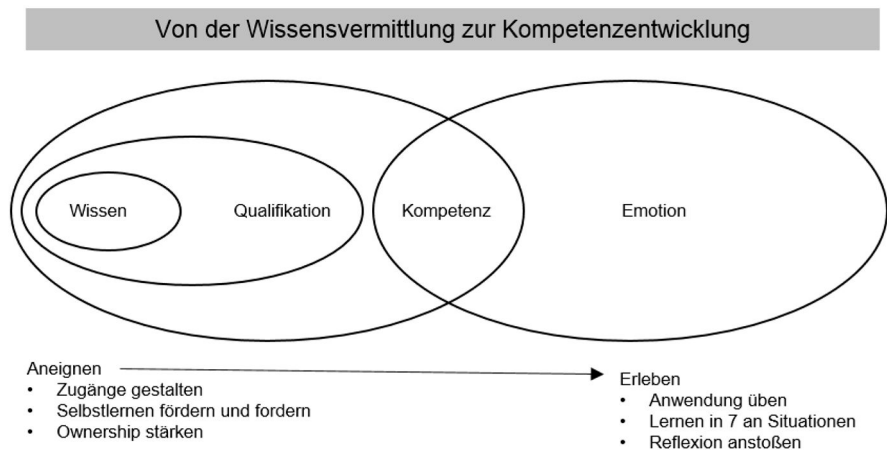 Von der Wissensvermittlung zur Kompetenzentwicklung
Wissen
Qualifikation
Kompetenz
Emotion
Aneignen
• Zugänge gestalten
• Selbstlernen fördern und fordern
• Ownership stärken
Erleben
• Anwendung üben
• Lernen in 7 an Situationen
• Reflexion anstoßen